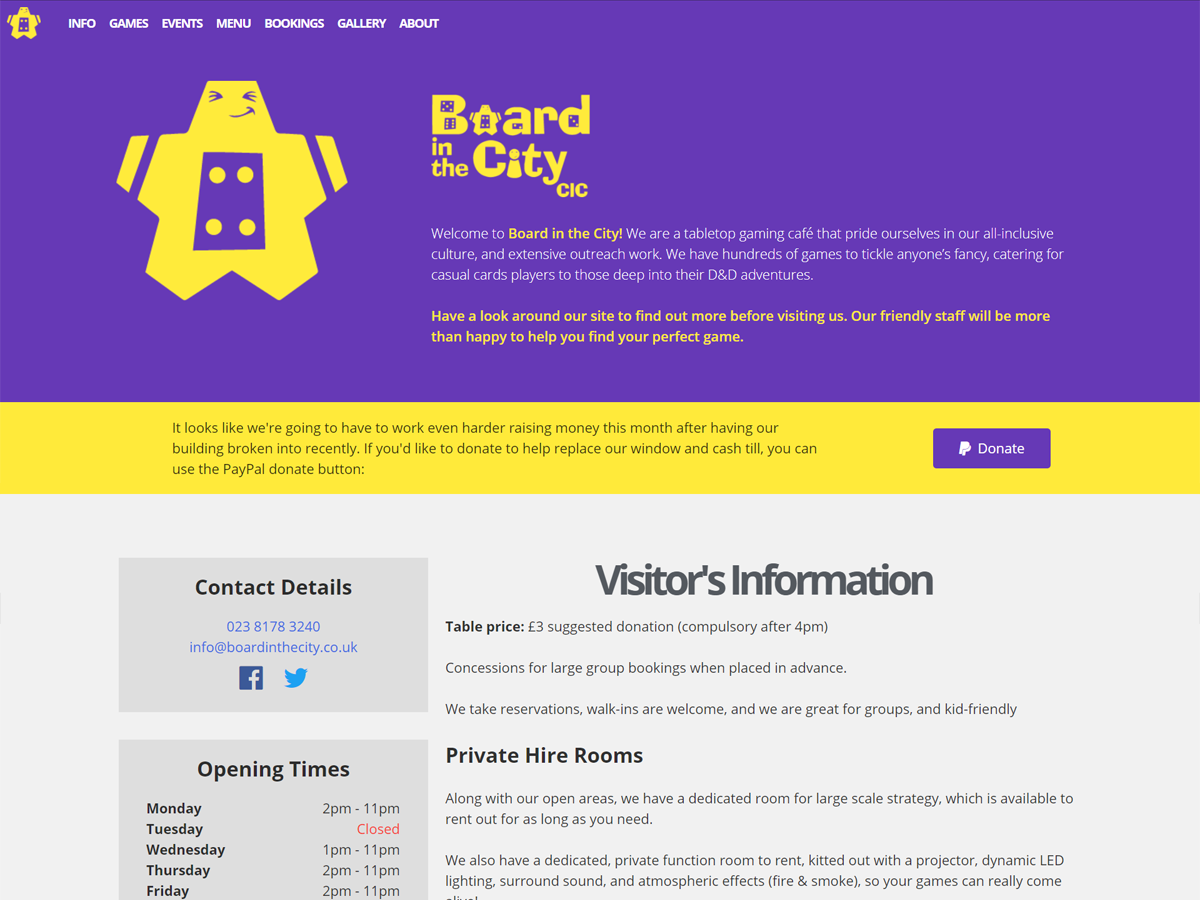 INFO GAMES EVENTS MENU BOOKINGS GALLERY ABOUT
Board
in the City
CIC
Welcome to Board in the City! We are a tabletop gaming café that pride ourselves in our all-inclusive
culture, and extensive outreach work. We have hundreds of games to tickle anyone’s fancy, catering for
casual cards players to those deep into their D&D adventures.
Have a look around our site to find out more before visiting us. Our friendly staff will be more
than happy to help you find your perfect game.
It looks like we're going to have to work even harder raising money this month after having our
building broken into recently. If you'd like to donate to help replace our window and cash till, you can
use the PayPal donate button:
Donate
Contact Details
023 8178 3240
info@boardinthecity.co.uk
Opening Times
Monday 2pm - 11pm
Tuesday Closed
Wednesday 1pm - 11pm
Thursday 2pm - 11pm
Friday 2pm - 11pm
Visitor's Information
Table price: £3 suggested donation (compulsory after 4pm)
Concessions for large group bookings when placed in advance.
We take reservations, walk-ins are welcome, and we are great for groups, and kid-friendly
Private Hire Rooms
Along with our open areas, we have a dedicated room for large scale strategy, which is available to
rent out for as long as you need.
We also have a dedicated, private function room to rent, kitted out with a projector, dynamic LED
lighting, surround sound, and atmospheric effects (fire & smoke), so your games can really come